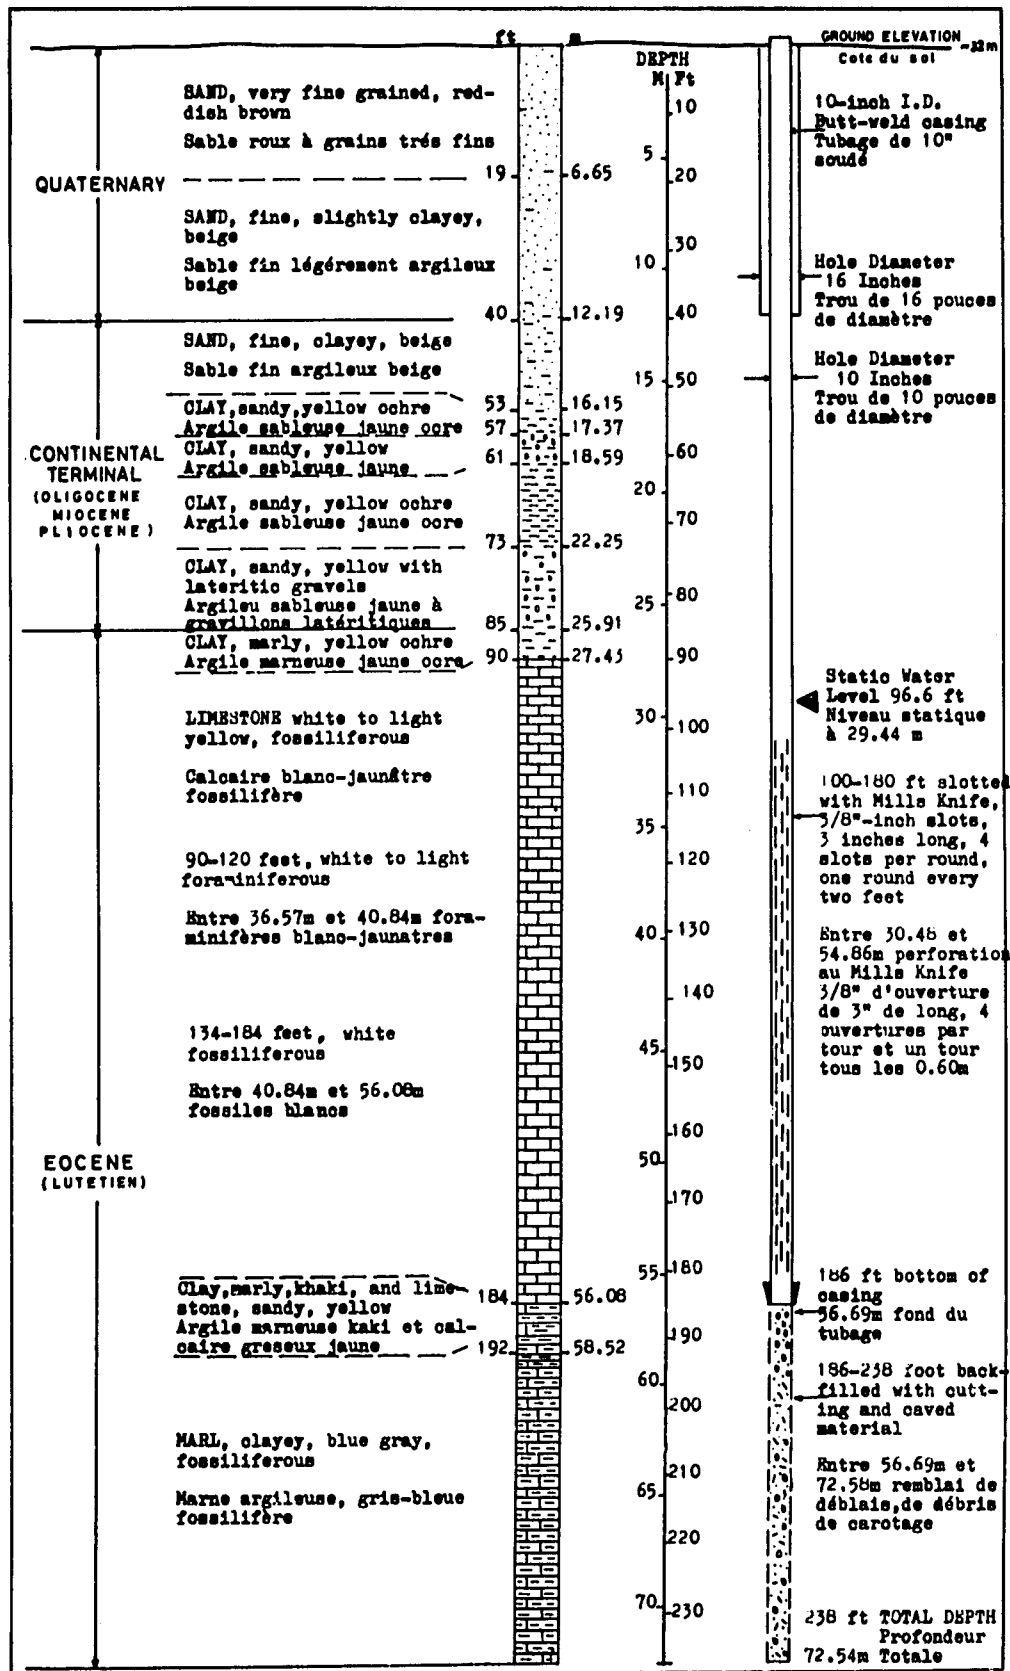 ft m
GROUND ELEVATION
Cote du sol
-32m
DEPTH
M Ft
QUATERNARY
SAND, very fine grained, red-
dish brown
Sable roux à grains trés fins
19 6.65
SAND, fine, slightly clayey,
beige
Sable fin légérement argileux
beige
40 12.19
CONTINENTAL
TERMINAL
(OLIGOCENE
MIOCENE
PLIOCENE)
SAND, fine, clayey, beige
Sable fin argileux beige
53 16.15
CLAY, sandy, yellow ochre
Argile sableuse jaune ocre
57 17.37
CLAY, sandy, yellow
Argile sableuse jaune
61 18.59
CLAY, sandy, yellow ochre
Argile sableuse jaune ocre
73 22.25
CLAY, sandy, yellow with
lateritic gravels
Argileu sableuse jaune à
gravillons latéritiques
85 25.91
CLAY, marly, yellow ochre
Argile marneuse jaune ocre
90 27.43
EOCENE
(LUTETIEN)
LIMESTONE white to light
yellow, fossiliferous
Calcaire blanc-jaunâtre
fossilifère
90-120 feet, white to light
foraminiferous
Entre 36.57m et 40.84m fora-
minifères blanc-jaunatres
134-184 feet, white
fossiliferous
Entre 40.84m et 56.08m
fossiles blancs
Clay, marly, khaki, and lime-
stone, sandy, yellow
184 56.08
Argile marneuse kaki et cal-
caire greseux jaune
192 58.52
MARL, clayey, blue gray,
fossiliferous
Marne argileuse, gris-bleue
fossilifère
10
5
20
30
10
40
15 50
60
20
70
25 80
90
30 100
110
35
120
40 130
140
45
150
160
50
170
55 180
190
60
200
210
65
220
70 230
10-inch I.D.
Butt-weld casing
Tubage de 10"
soudé
Hole Diameter
16 Inches
Trou de 16 pouces
de diamètre
Hole Diameter
10 Inches
Trou de 10 pouces
de diamètre
Static Water
Level 96.6 ft
Niveau statique
à 29.44 m
100-180 ft slotted
with Mills Knife,
3/8"-inch slots,
3 inches long, 4
slots per round,
one round every
two feet
Entre 30.48 et
54.86m perforation
au Mills Knife
3/8" d'ouverture
de 3" de long, 4
ouvertures par
tour et un tour
tous les 0.60m
186 ft bottom of
casing
56.69m fond du
tubage
186-238 foot back-
filled with cutt-
ing and caved
material
Entre 56.69m et
72.58m remblai de
déblais, de débris
de carotage
238 ft TOTAL DEPTH
Profondeur
72.54m Totale